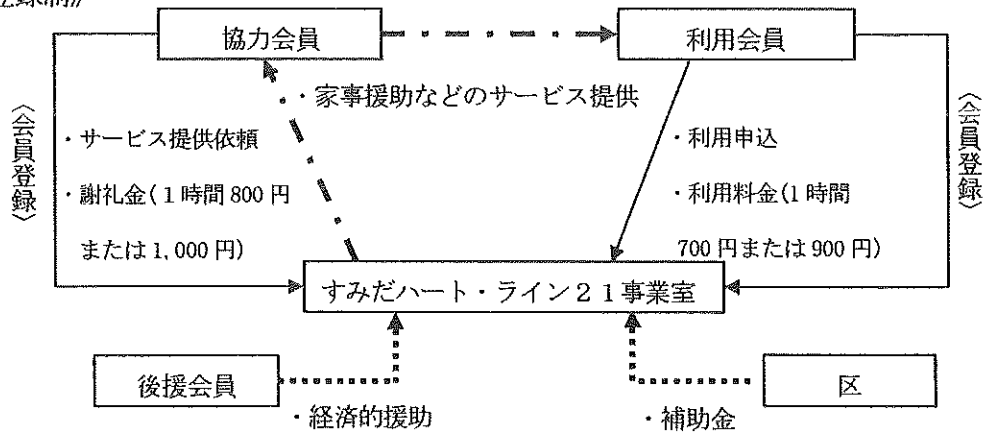 協力会員
利用会員
・家事援助などのサービス提供
〈会員登録〉
・サービス提供依頼
・謝礼金(1時間800円
または1,000円)
・利用申込
・利用料金(1時間
700円または900円)
〈会員登録〉
すみだハート・ライン21事業室
後援会員
区
・経済的援助
・補助金